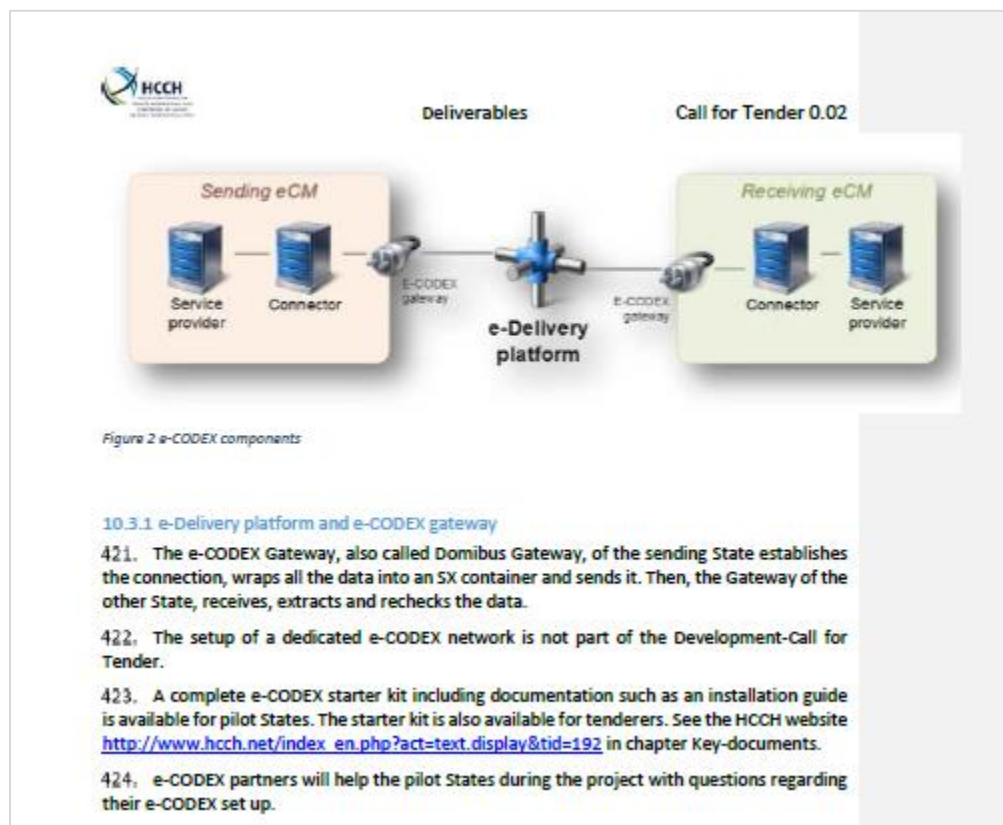 HCCH
Deliverables
Call for Tender 0.02
Sending eCM
Receiving eCM
Service
provider
Connector
E-CODEX
gateway
e-Delivery
platform
E-CODEX
gateway
Connector
Service
provider
Figure 2 e-CODEX components
10.3.1 e-Delivery platform and e-CODEX gateway
421. The e-CODEX Gateway, also called Domibus Gateway, of the sending State establishes
the connection, wraps all the data into an SX container and sends it. Then, the Gateway of the
other State, receives, extracts and rechecks the data.
422. The setup of a dedicated e-CODEX network is not part of the Development-Call for
Tender.
423. A complete e-CODEX starter kit including documentation such as an installation guide
is available for pilot States. The starter kit is also available for tenderers. See the HCCH website
http://www.hcch.net/index_en.php?act=text.display&tid=192 in chapter Key-documents.
424. e-CODEX partners will help the pilot States during the project with questions regarding
their e-CODEX set up.